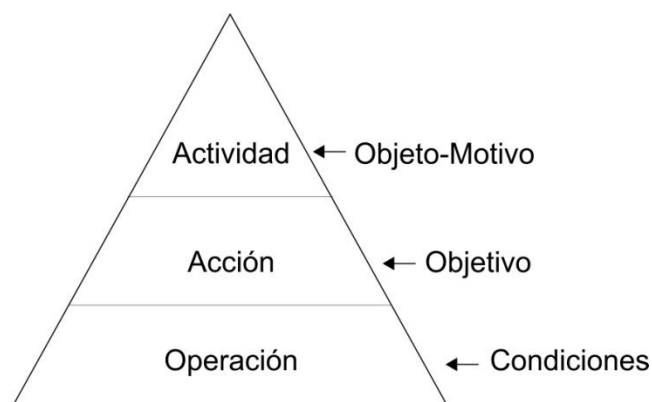 Actividad Objeto-Motivo
Acción Objetivo
Operación Condiciones